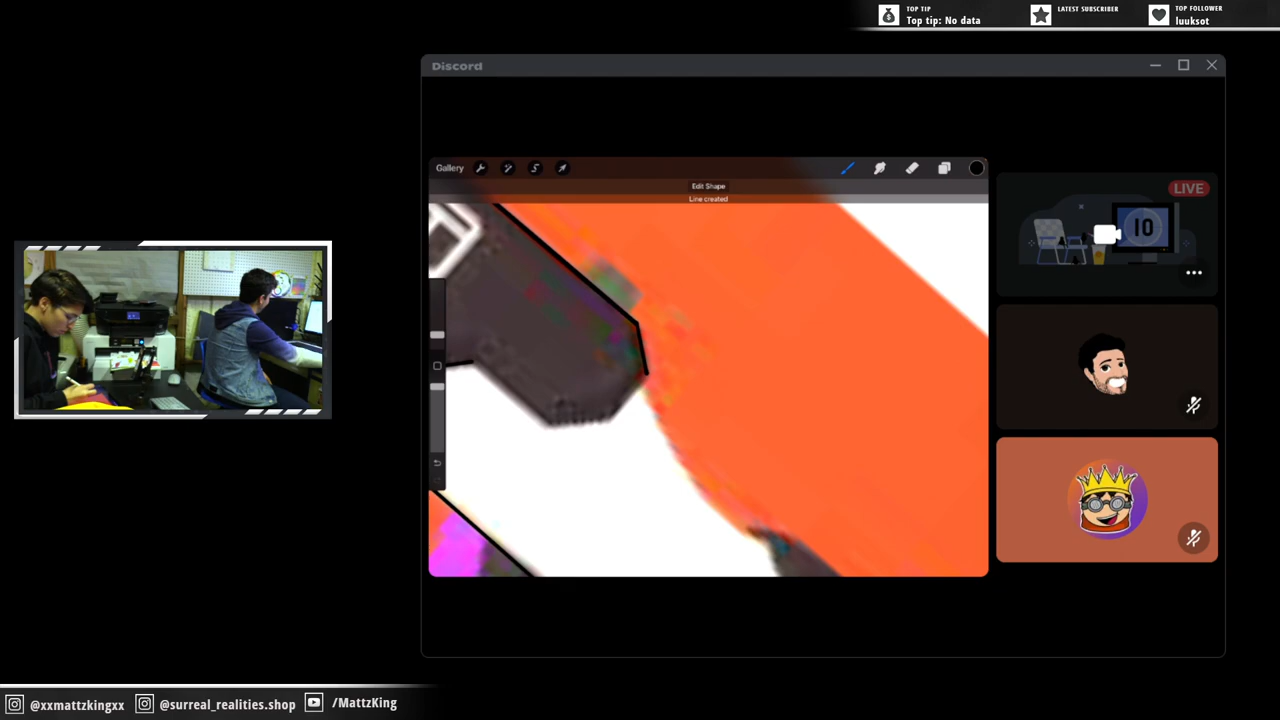 TOP TIP
Top tip: No data
LATEST SUBSCRIBER
TOP FOLLOWER
luuksot
Discord
Gallery
Edit Shape
Line created
LIVE
10
@xxmattzkingxx
@surreal_realities.shop
/MattzKing